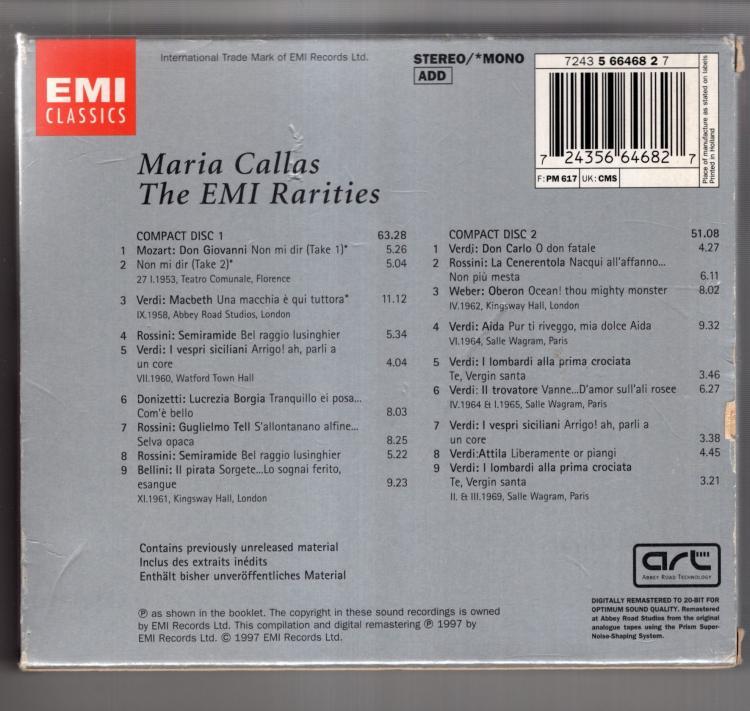 EMI
CLASSICS
International Trade Mark of EMI Records Ltd.
STEREO/*MONO
ADD
7243 5 66468 2 7
7 24356 64682 7
F: PM 617 UK: CMS
Place of manufacture as stated on labels
Printed in Holland
Maria Callas
The EMI Rarities
COMPACT DISC 1 63.28
1 Mozart: Don Giovanni Non mi dir (Take 1)* 5.26
2 Non mi dir (Take 2)* 5.04
27 I.1953, Teatro Comunale, Florence
3 Verdi: Macbeth Una macchia è qui tuttora* 11.12
IX.1958, Abbey Road Studios, London
4 Rossini: Semiramide Bel raggio lusinghier 5.34
5 Verdi: I vespri siciliani Arrigo! ah, parli a
un core 4.04
VII.1960, Watford Town Hall
6 Donizetti: Lucrezia Borgia Tranquillo ei posa...
Com'è bello 8.03
7 Rossini: Guglielmo Tell S'allontanano alfine...
Selva opaca 8.25
8 Rossini: Semiramide Bel raggio lusinghier 5.22
9 Bellini: Il pirata Sorgete...Lo sognai ferito,
esangue 9.23
XI.1961, Kingsway Hall, London
COMPACT DISC 2 51.08
1 Verdi: Don Carlo O don fatale 4.27
2 Rossini: La Cenerentola Nacqui all'affanno...
Non più mesta 6.11
3 Weber: Oberon Ocean! thou mighty monster 8.02
IV.1962, Kingsway Hall, London
4 Verdi: Aida Pur ti riveggo, mia dolce Aida 9.32
VI.1964, Salle Wagram, Paris
5 Verdi: I lombardi alla prima crociata
Te, Vergin santa 3.46
6 Verdi: Il trovatore Vanne...D'amor sull'ali rosee 6.27
IV.1964 & I.1965, Salle Wagram, Paris
7 Verdi: I vespri siciliani Arrigo! ah, parli a
un core 3.38
8 Verdi:Attila Liberamente or piangi 4.45
9 Verdi: I lombardi alla prima crociata
Te, Vergin santa 3.21
II. & III.1969, Salle Wagram, Paris
Contains previously unreleased material
Inclus des extraits inédits
Enthält bisher unveröffentlichtes Material
℗ as shown in the booklet. The copyright in these sound recordings is owned
by EMI Records Ltd. This compilation and digital remastering ℗ 1997 by
EMI Records Ltd. © 1997 EMI Records Ltd.
art
ABBEY ROAD TECHNOLOGY
DIGITALLY REMASTERED TO 20-BIT FOR
OPTIMUM SOUND QUALITY. Remastered
at Abbey Road Studios from the original
analogue tapes using the Prism Super-
Noise-Shaping System.